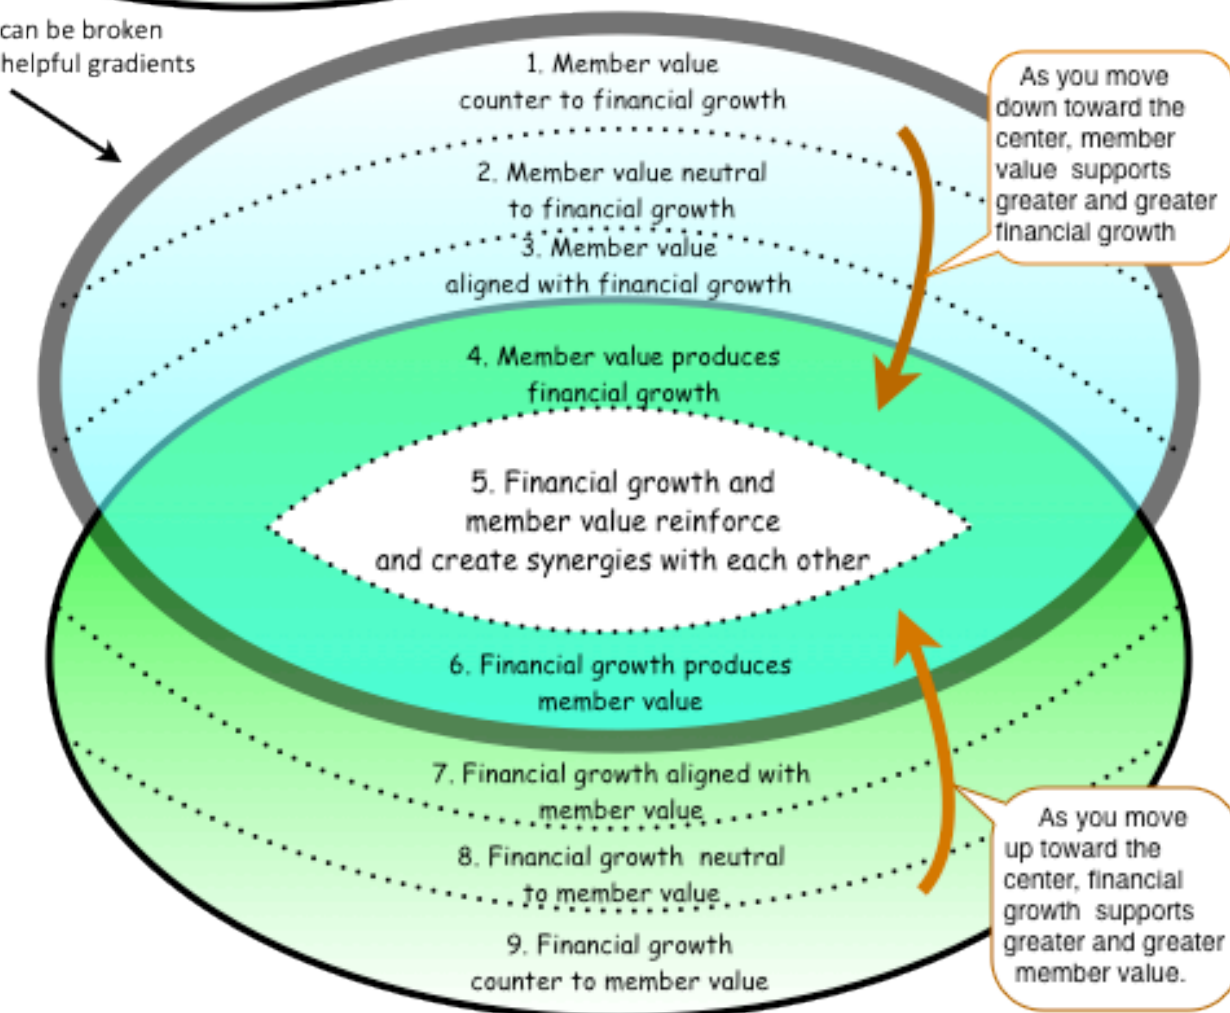 can be broken
helpful gradients
1. Member value
counter to financial growth
As you move
down toward the
center, member
value supports
greater and greater
financial growth
2. Member value neutral
to financial growth
3. Member value
aligned with financial growth
4. Member value produces
financial growth
5. Financial growth and
member value reinforce
and create synergies with each other
6. Financial growth produces
member value
7. Financial growth aligned with
member value
8. Financial growth neutral
to member value
9. Financial growth
counter to member value
As you move
up toward the
center, financial
growth supports
greater and greater
member value.